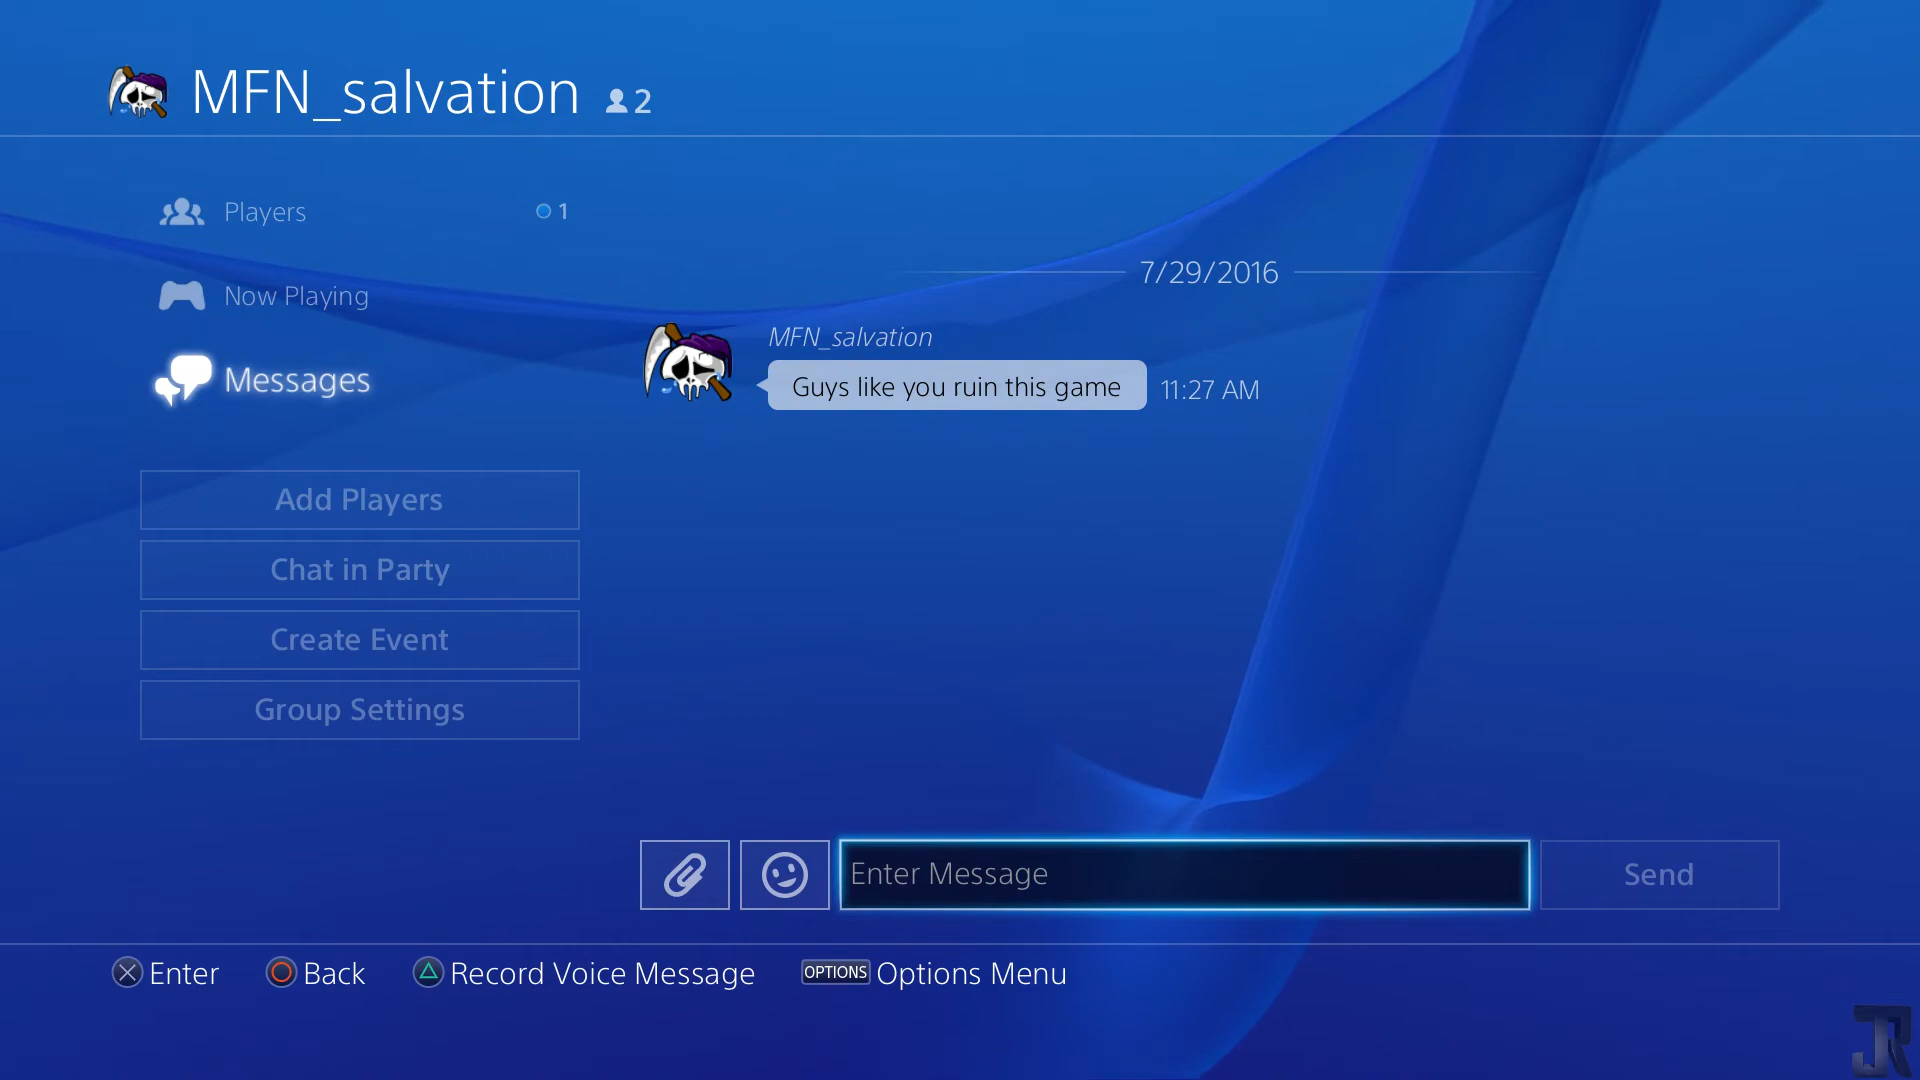 MFN_salvation 2
Players 1
Now Playing
Messages
Add Players
Chat in Party
Create Event
Group Settings
7/29/2016
MFN_salvation
Guys like you ruin this game 11:27 AM
Enter Message
Send
Enter Back Record Voice Message OPTIONS Options Menu
JR